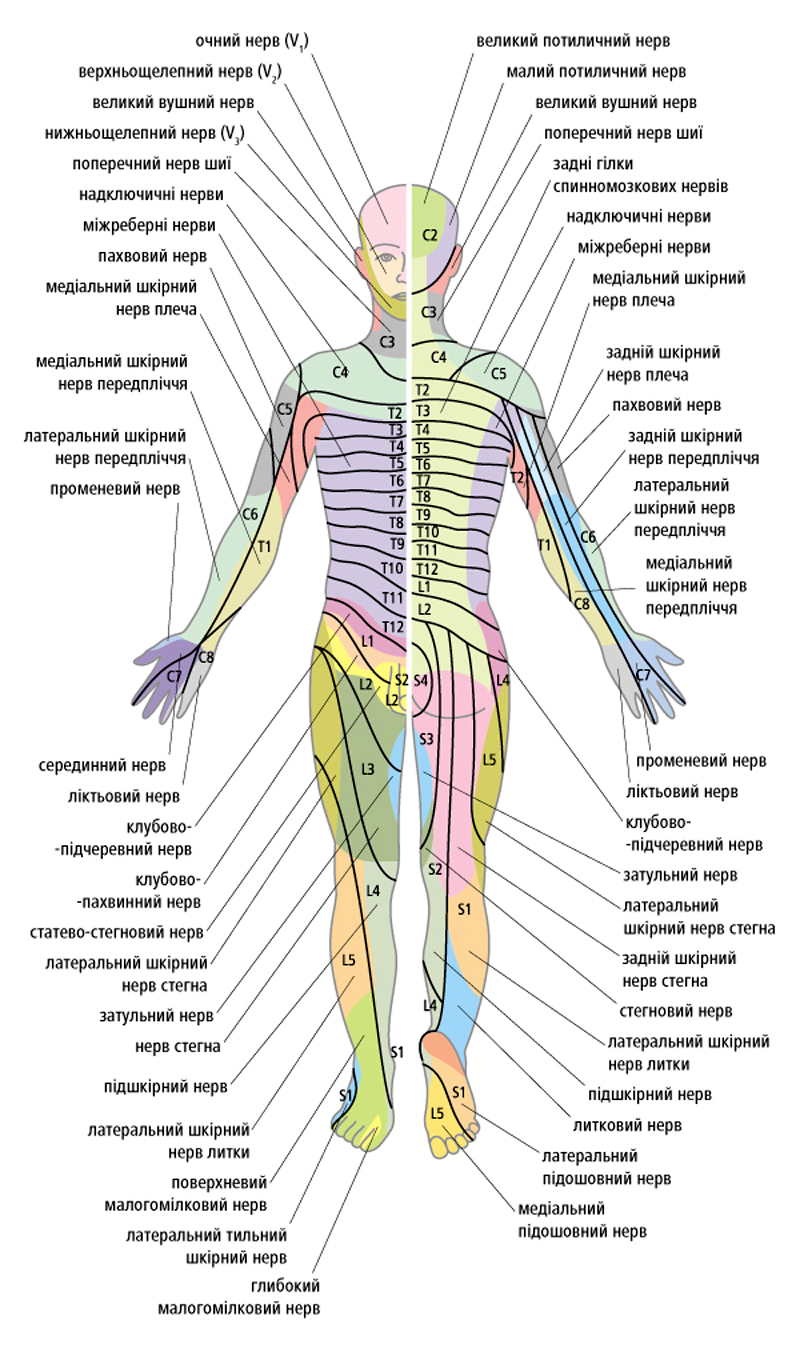 очний нерв (V1)
верхньощелепний нерв (V2)
великий вушний нерв
нижньощелепний нерв (V3)
поперечний нерв шиї
надключичні нерви
міжреберні нерви
пахвовий нерв
медіальний шкірний
нерв плеча
медіальний шкірний
нерв передпліччя
латеральний шкірний
нерв передпліччя
променевий нерв
серединний нерв
ліктьовий нерв
клубово-
-підчеревний нерв
клубово-
-пахвинний нерв
статево-стегновий нерв
латеральний шкірний
нерв стегна
затульний нерв
нерв стегна
підшкірний нерв
латеральний шкірний
нерв литки
поверхневий
малогомілковий нерв
латеральний тильний
шкірний нерв
глибокий
малогомілковий нерв
C3
C4
C5
T2
T3
T4
T5
T6
T7
T8
T9
T10
T11
T12
C6
T1
C7
C8
L1
L2
S2
L2
L3
L4
L5
S1
S1
великий потиличний нерв
малий потиличний нерв
великий вушний нерв
поперечний нерв шиї
задні гілки
спинномозкових нервів
надключичні нерви
міжреберні нерви
медіальний шкірний
нерв плеча
задній шкірний
нерв плеча
пахвовий нерв
задній шкірний
нерв передпліччя
латеральний
шкірний нерв
передпліччя
медіальний
шкірний нерв
передпліччя
променевий нерв
ліктьовий нерв
клубово-
-підчеревний нерв
затульний нерв
латеральний
шкірний нерв стегна
задній шкірний
нерв стегна
стегновий нерв
латеральний шкірний
нерв литки
підшкірний нерв
литковий нерв
латеральний
підошовний нерв
медіальний
підошовний нерв
C2
C3
C4
C5
T2
T3
T4
T5
T6
T7
T8
T9
T10
T11
T12
L1
L2
T2
T1
C6
C8
C7
S4
L4
S3
L5
S2
S1
L4
S1
L5